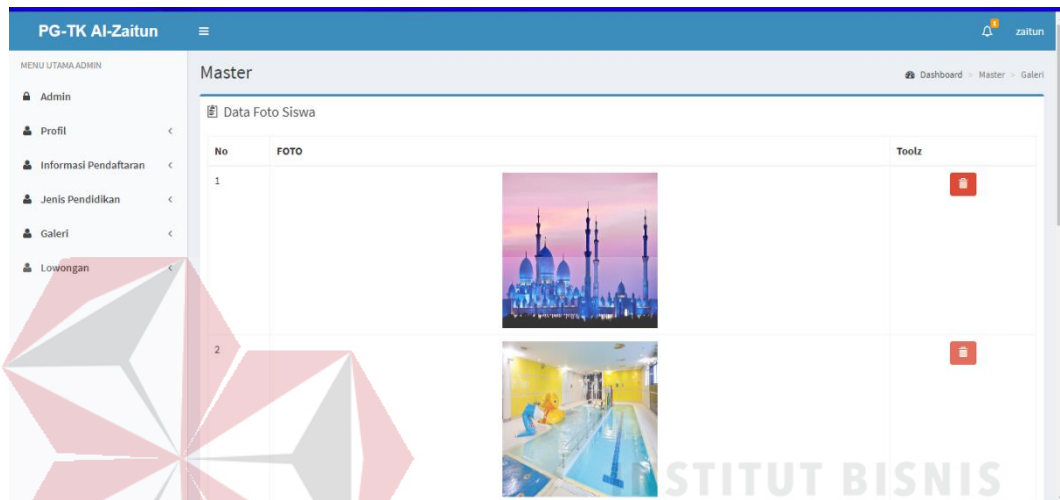 PG-TK Al-Zaitun
1
zaitun
MENU UTAMA ADMIN
Admin
Profil
Informasi Pendaftaran
Jenis Pendidikan
Galeri
Lowongan
Master
Dashboard > Master > Galeri
Data Foto Siswa
No FOTO Toolz
1
2
STITUT BISNIS